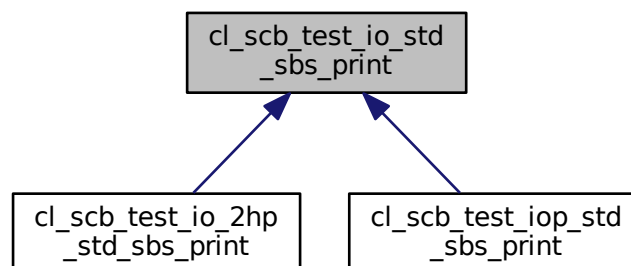 cl_scb_test_io_std
_sbs_print
cl_scb_test_io_2hp
_std_sbs_print
cl_scb_test_iop_std
_sbs_print